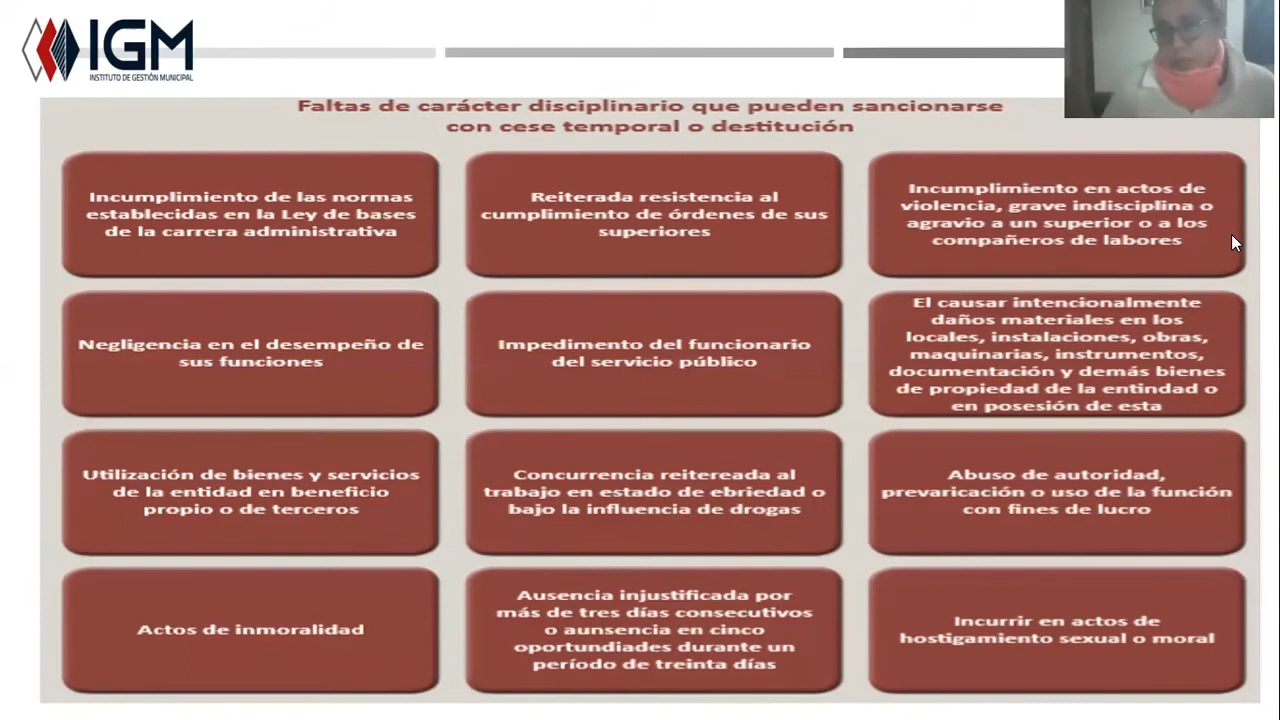 IGM
INSTITUTO DE GESTIÓN MUNICIPAL
Faltas de carácter disciplinario que pueden sancionarse
con cese temporal o destitución
Incumplimiento de las normas
establecidas en la Ley de bases
de la carrera administrativa
Reiterada resistencia al
cumplimiento de órdenes de sus
superiores
Incumplimiento en actos de
violencia, grave indisciplina o
agravio a un superior o a los
compañeros de labores
Negligencia en el desempeño de
sus funciones
Impedimento del funcionario
del servicio público
El causar intencionalmente
daños materiales en los
locales, instalaciones, obras,
maquinarias, instrumentos,
documentación y demás bienes
de propiedad de la entindad o
en posesión de esta
Utilización de bienes y servicios
de la entidad en beneficio
propio o de terceros
Concurrencia reitereada al
trabajo en estado de ebriedad o
bajo la influencia de drogas
Abuso de autoridad,
prevaricación o uso de la función
con fines de lucro
Actos de inmoralidad
Ausencia injustificada por
más de tres días consecutivos
o aunsencia en cinco
oportundiades durante un
período de treinta días
Incurrir en actos de
hostigamiento sexual o moral